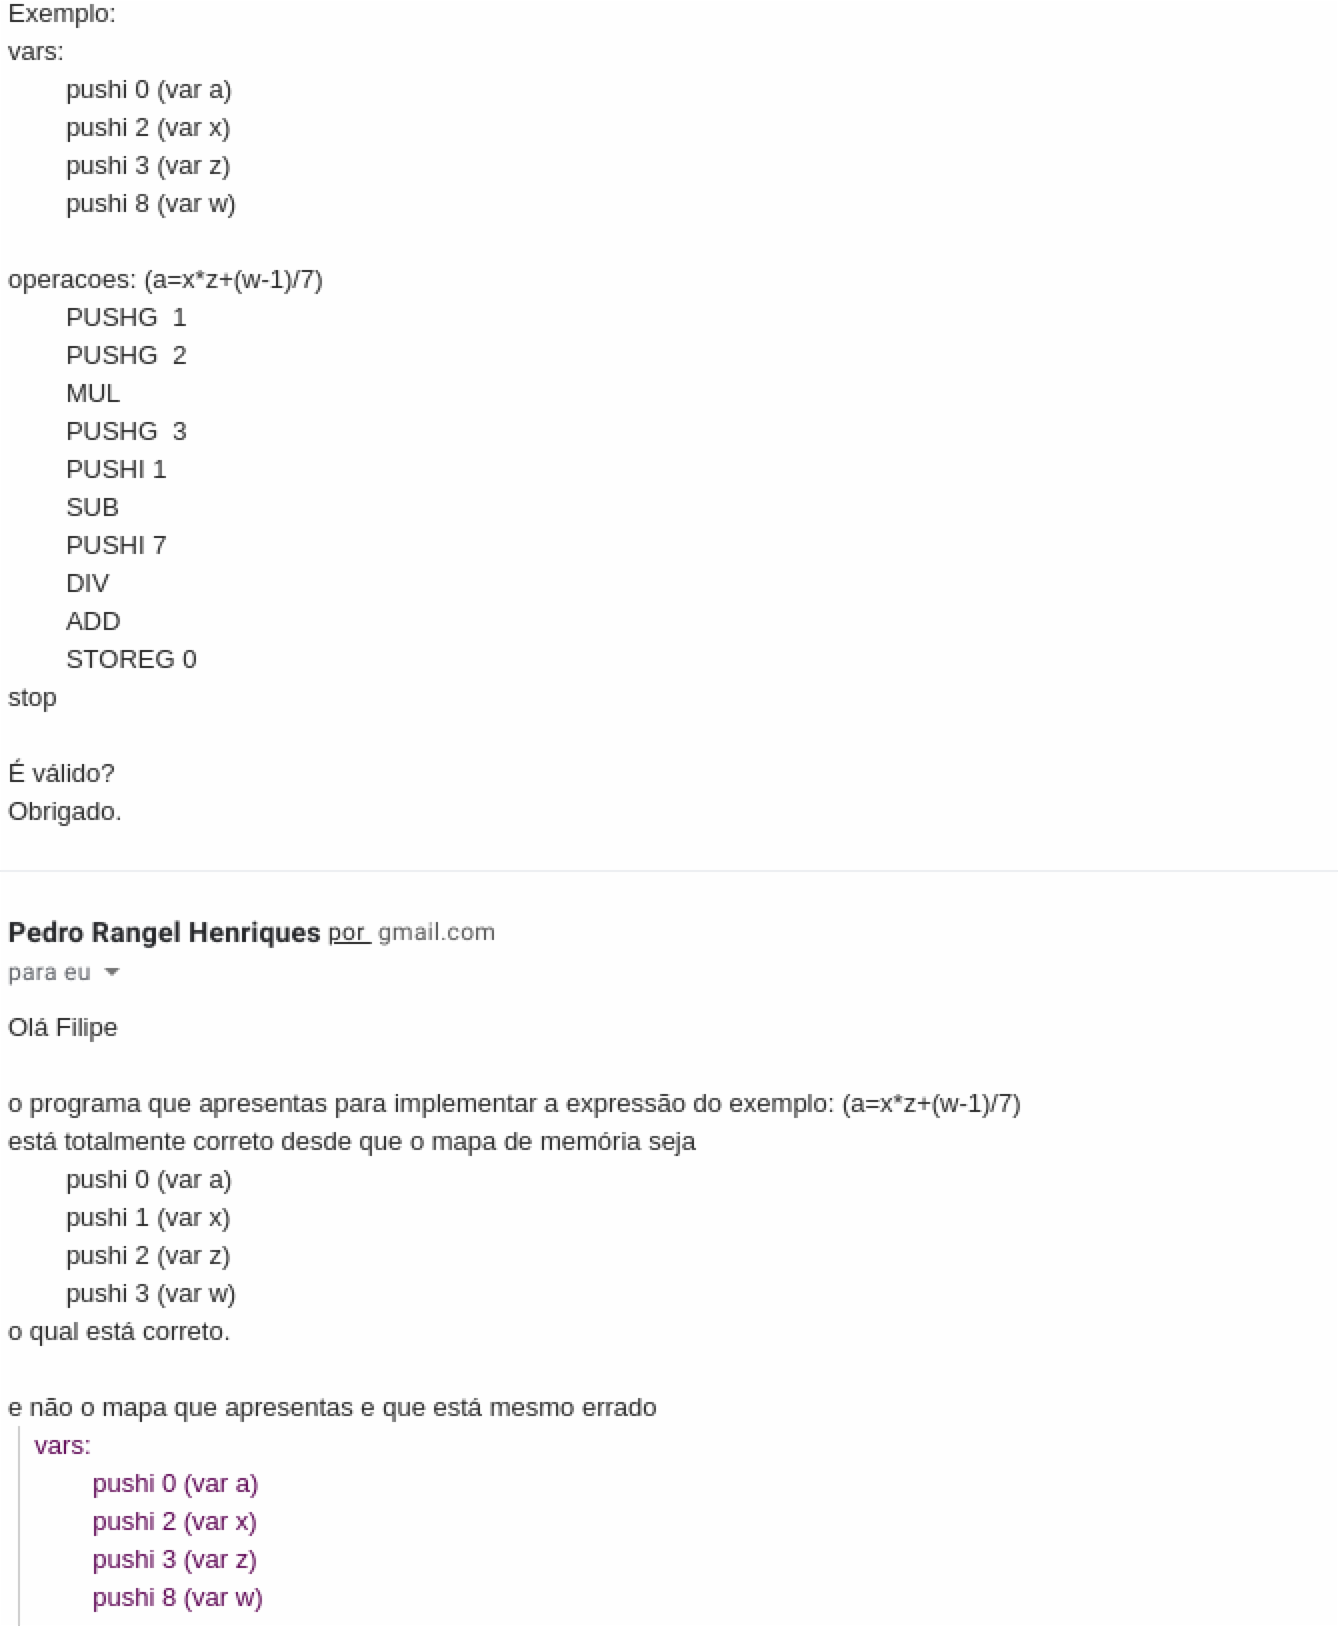 Exemplo:
vars:
pushi 0 (var a)
pushi 2 (var x)
pushi 3 (var z)
pushi 8 (var w)
operacoes: (a=x*z+(w-1)/7)
PUSHG  1
PUSHG  2
MUL
PUSHG  3
PUSHI 1
SUB
PUSHI 7
DIV
ADD
STOREG 0
stop
É válido?
Obrigado.
Pedro Rangel Henriques por gmail.com
para eu
Olá Filipe
o programa que apresentas para implementar a expressão do exemplo: (a=x*z+(w-1)/7)
está totalmente correto desde que o mapa de memória seja
pushi 0 (var a)
pushi 1 (var x)
pushi 2 (var z)
pushi 3 (var w)
o qual está correto.
e não o mapa que apresentas e que está mesmo errado
vars:
pushi 0 (var a)
pushi 2 (var x)
pushi 3 (var z)
pushi 8 (var w)